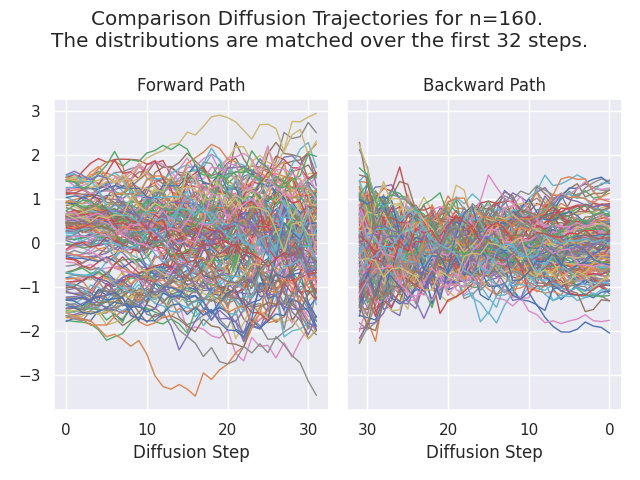 Comparison Diffusion Trajectories for n=160.
The distributions are matched over the first 32 steps.
Forward Path
Backward Path
3
2
1
0
−1
−2
−3
0 10 20 30
30 20 10 0
Diffusion Step
Diffusion Step